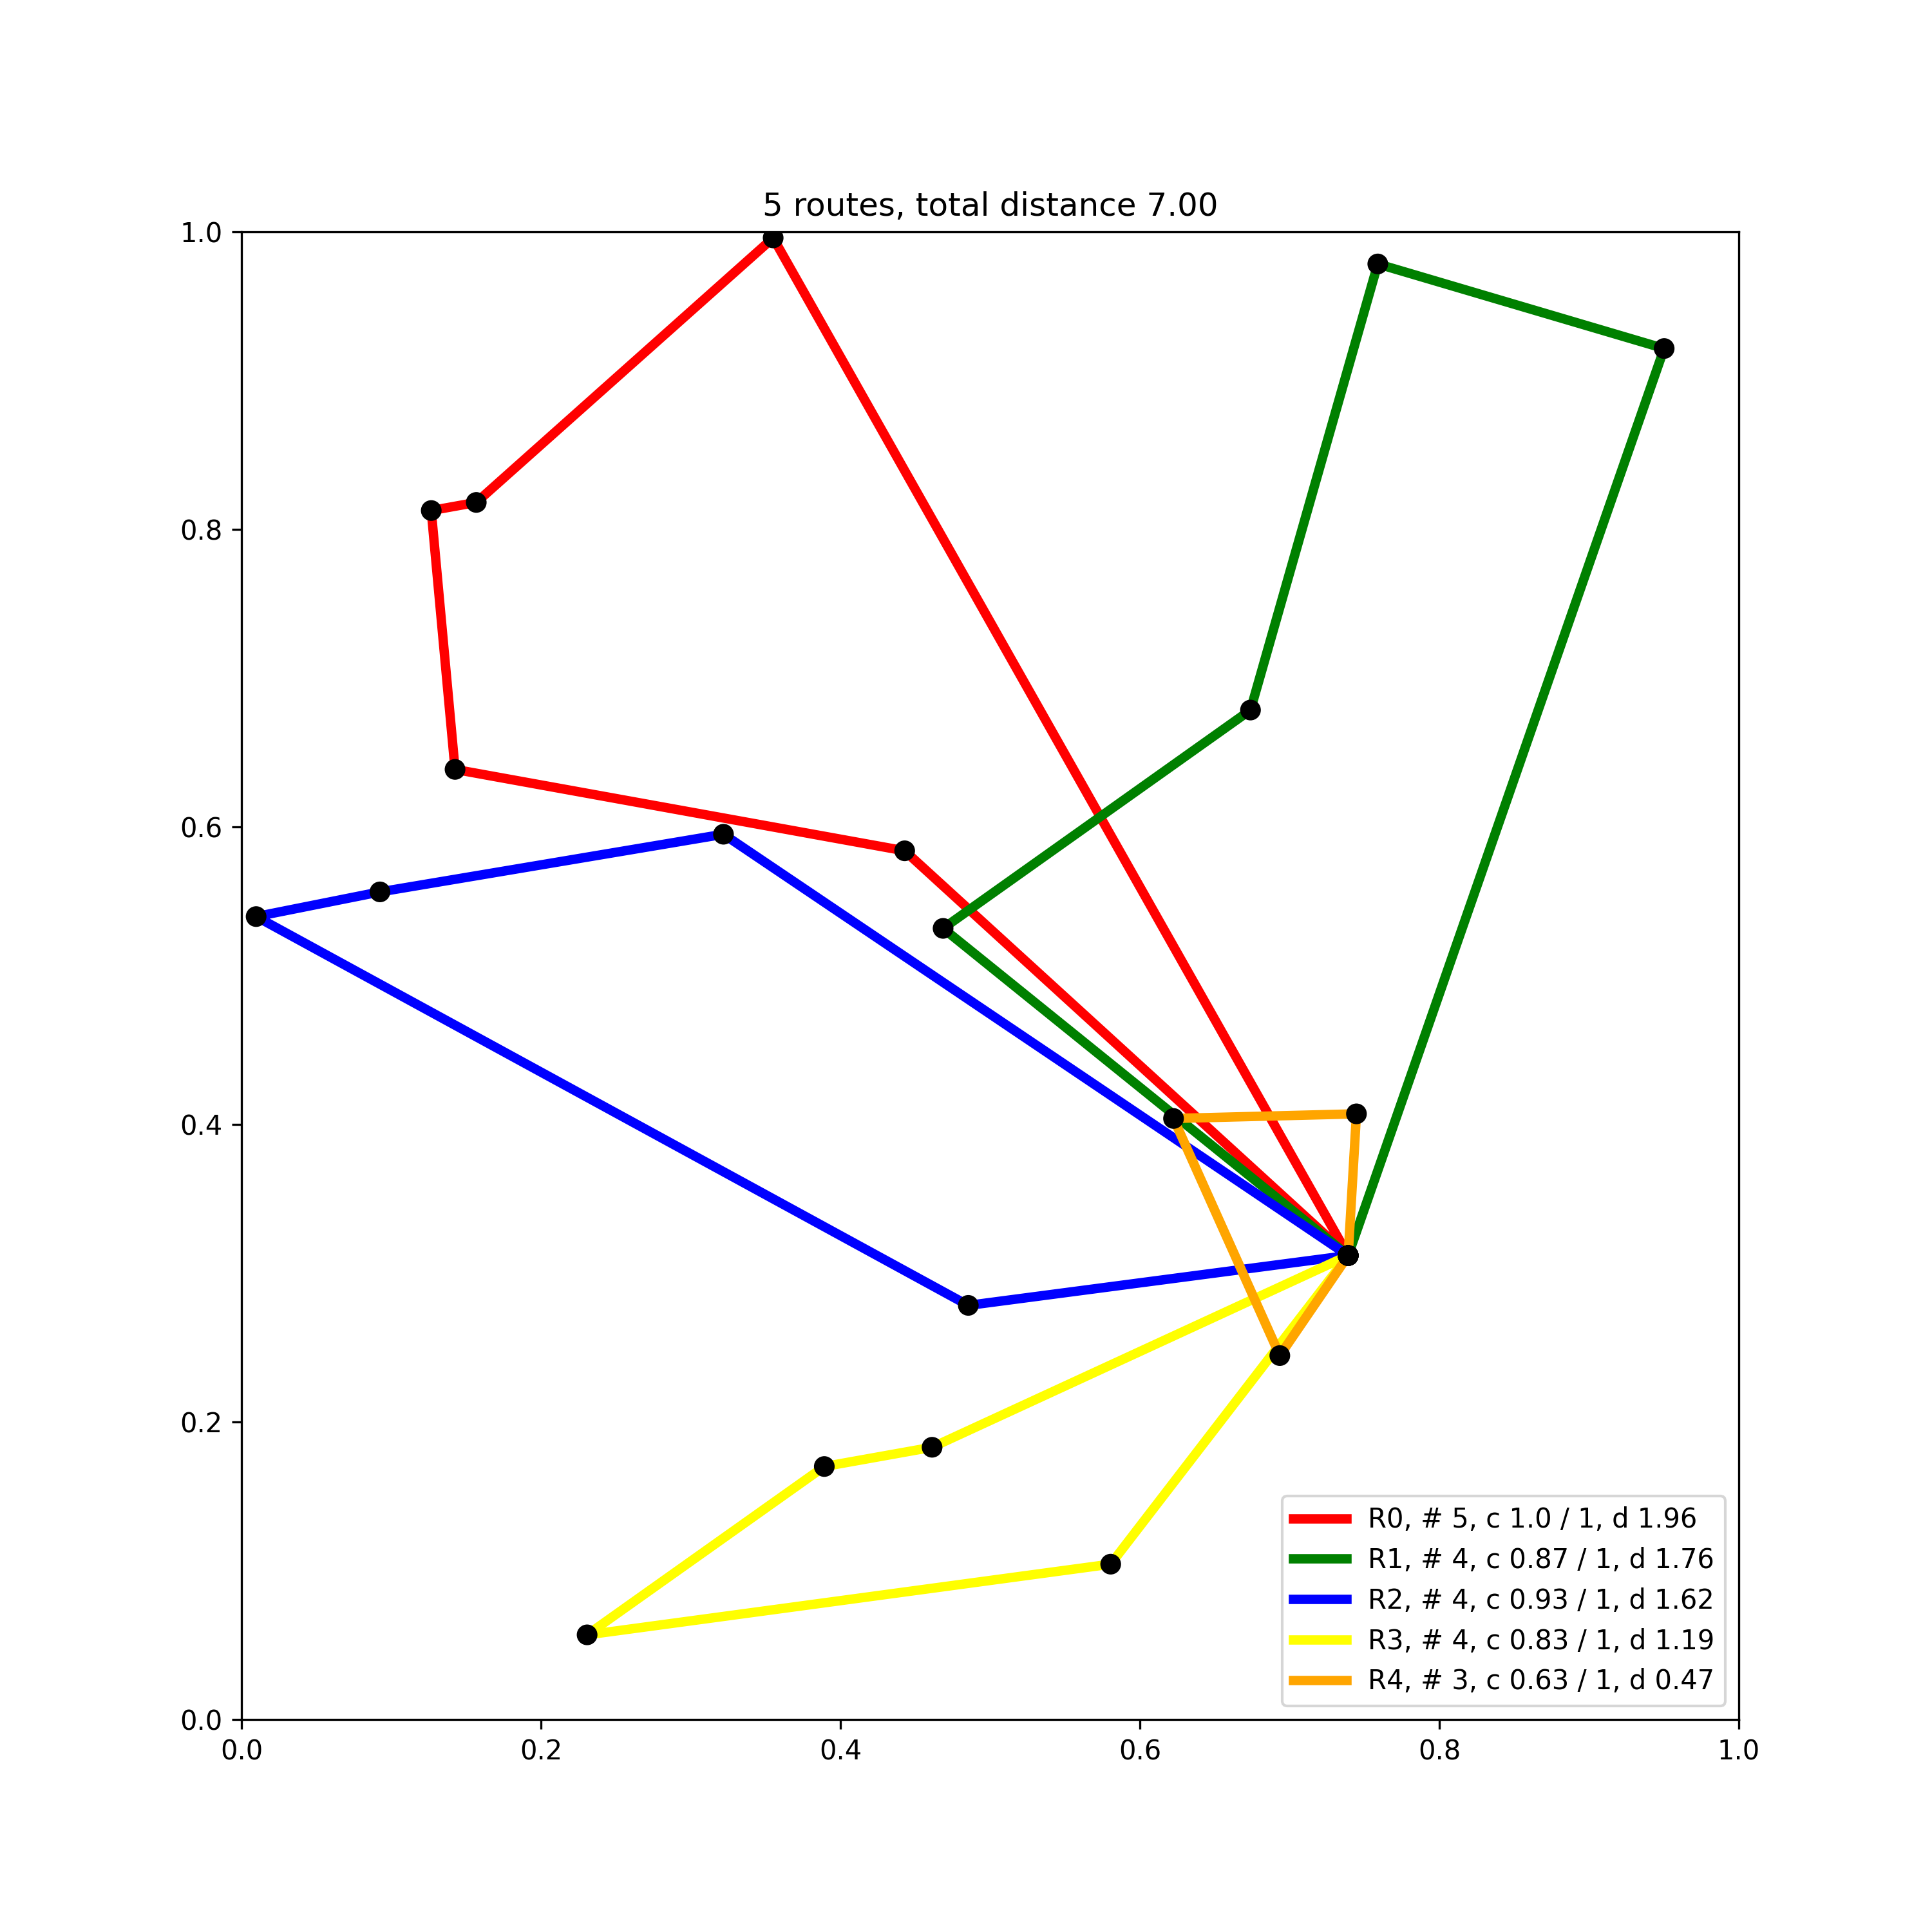 5 routes, total distance 7.00
1.0
0.8
0.6
0.4
0.2
0.0
0.0 0.2 0.4 0.6 0.8 1.0
R0, # 5, c 1.0 / 1, d 1.96
R1, # 4, c 0.87 / 1, d 1.76
R2, # 4, c 0.93 / 1, d 1.62
R3, # 4, c 0.83 / 1, d 1.19
R4, # 3, c 0.63 / 1, d 0.47